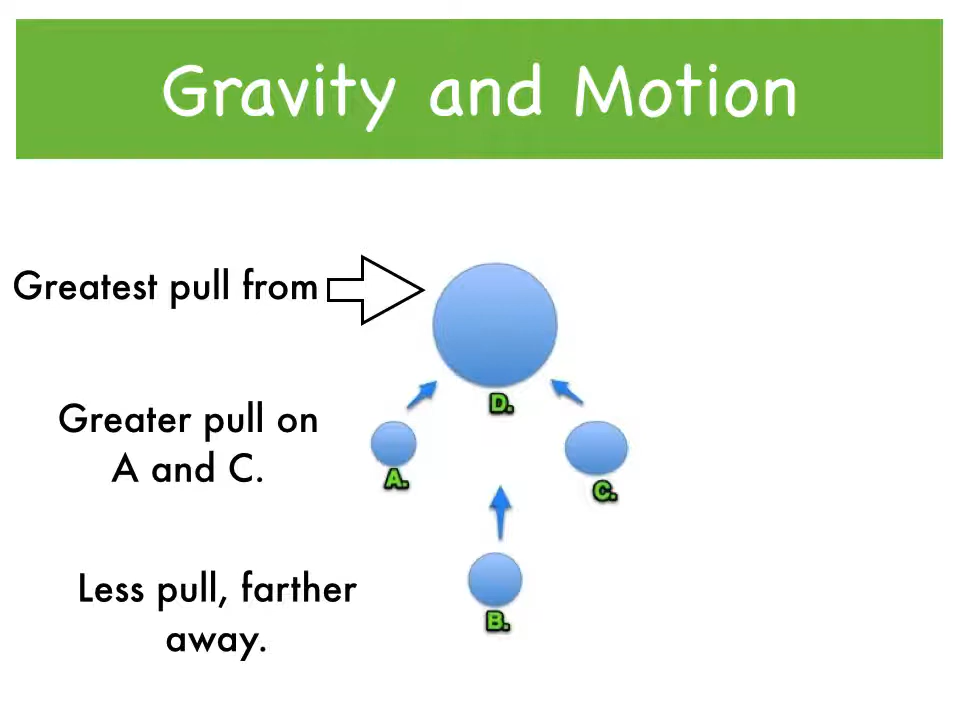 Gravity and Motion
Greatest pull from
D.
Greater pull on
A and C.
A.
C.
Less pull, farther
away.
B.